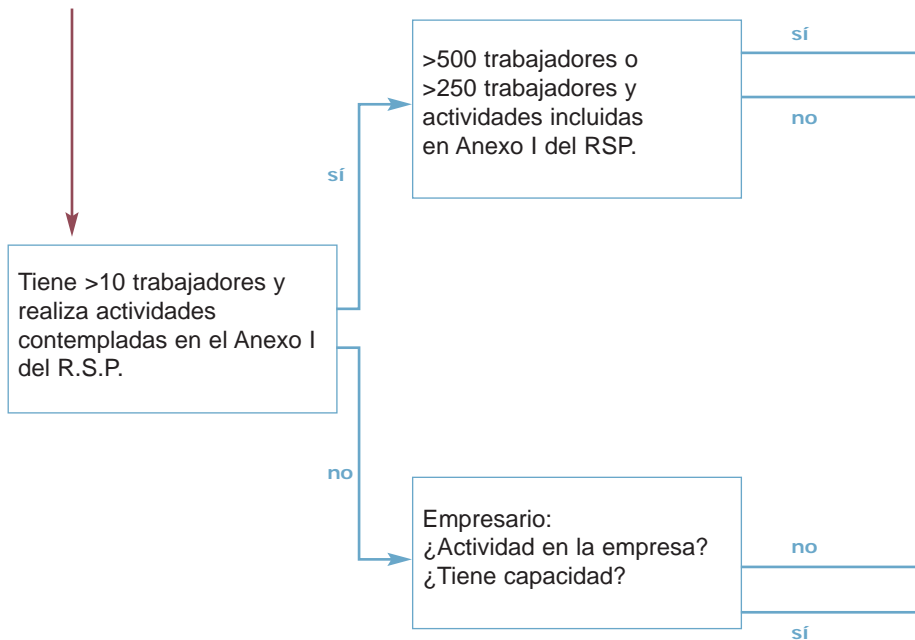 sí
>500 trabajadores o
>250 trabajadores y
actividades incluidas
en Anexo I del RSP.
no
sí
Tiene >10 trabajadores y
realiza actividades
contempladas en el Anexo I
del R.S.P.
no
Empresario:
¿Actividad en la empresa?
¿Tiene capacidad?
no
sí